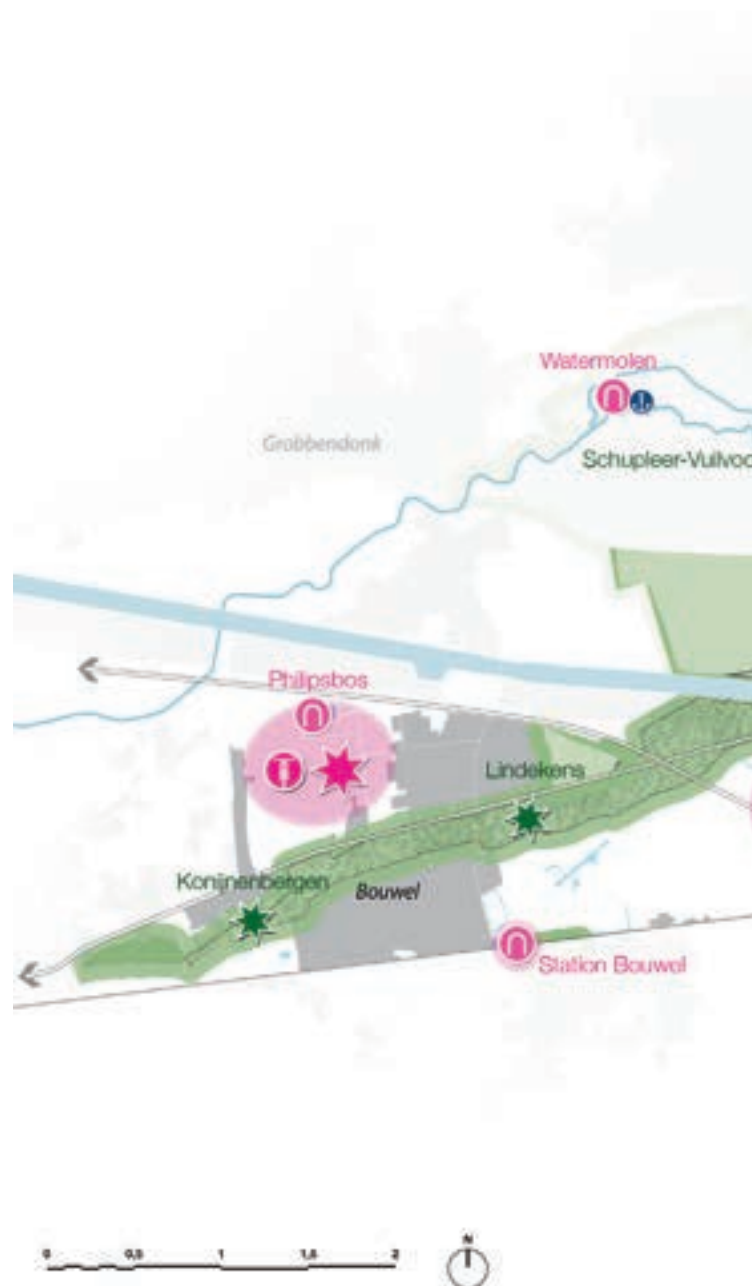 Watermolen
Grobbendonk
Schupleer-Vuilvoo
Philipsbos
Lindekens
Konijnenbergen
Bouwel
Station Bouwel
0 0,5 1 1,5 2
N